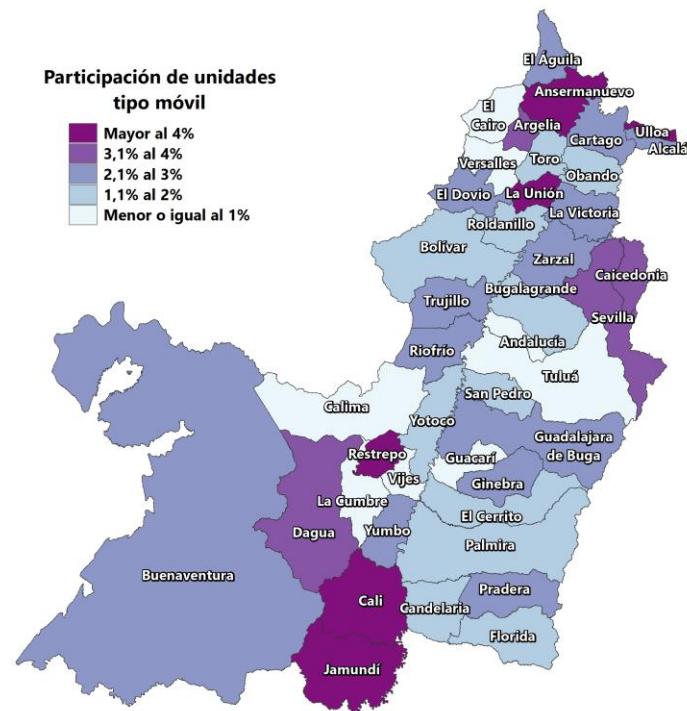 Participación de unidades
tipo móvil
Mayor al 4%
3,1% al 4%
2,1% al 3%
1,1% al 2%
Menor o igual al 1%
El Águila
Ansermanuevo
El
Cairo
Argelia
Ulloa
Cartago
Alcalá
Versalles
Toro
Obando
El Dovio
La Unión
La Victoria
Roldanillo
Bolívar
Zarzal
Caicedonia
Bugalagrande
Trujillo
Sevilla
Andalucía
Riofrío
Tuluá
San Pedro
Calima
Yotoco
Guadalajara
de Buga
Restrepo
Guacarí
Vijes
Ginebra
La Cumbre
El Cerrito
Dagua
Yumbo
Palmira
Buenaventura
Pradera
Cali
Candelaria
Florida
Jamundí